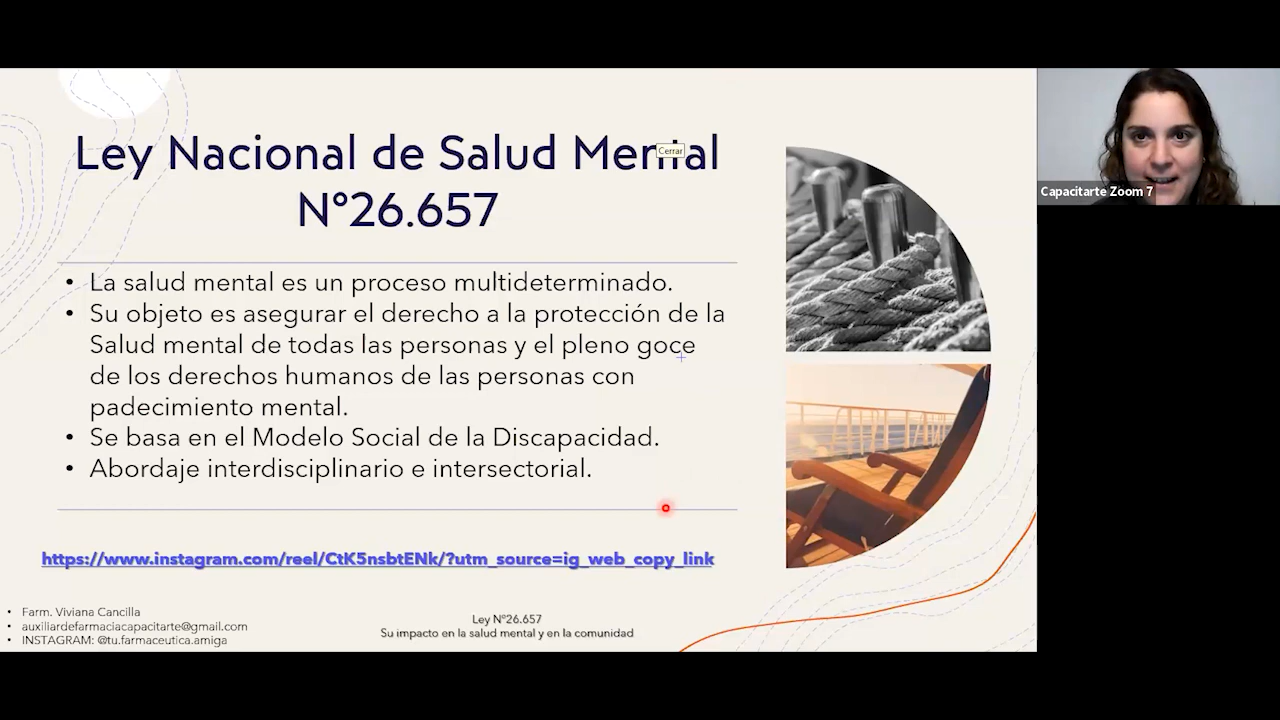 Ley Nacional de Salud Mental
Cerrar
N°26.657
• La salud mental es un proceso multideterminado.
• Su objeto es asegurar el derecho a la protección de la
Salud mental de todas las personas y el pleno goce
de los derechos humanos de las personas con
padecimiento mental.
• Se basa en el Modelo Social de la Discapacidad.
• Abordaje interdisciplinario e intersectorial.
https://www.instagram.com/reel/CtK5nsbtENk/?utm_source=ig_web_copy_link
• Farm. Viviana Cancilla
• auxiliardefarmaciacapacitarte@gmail.com
• INSTAGRAM: @tu.farmaceutica.amiga
Ley N°26.657
Su impacto en la salud mental y en la comunidad
Capacitarte Zoom 7